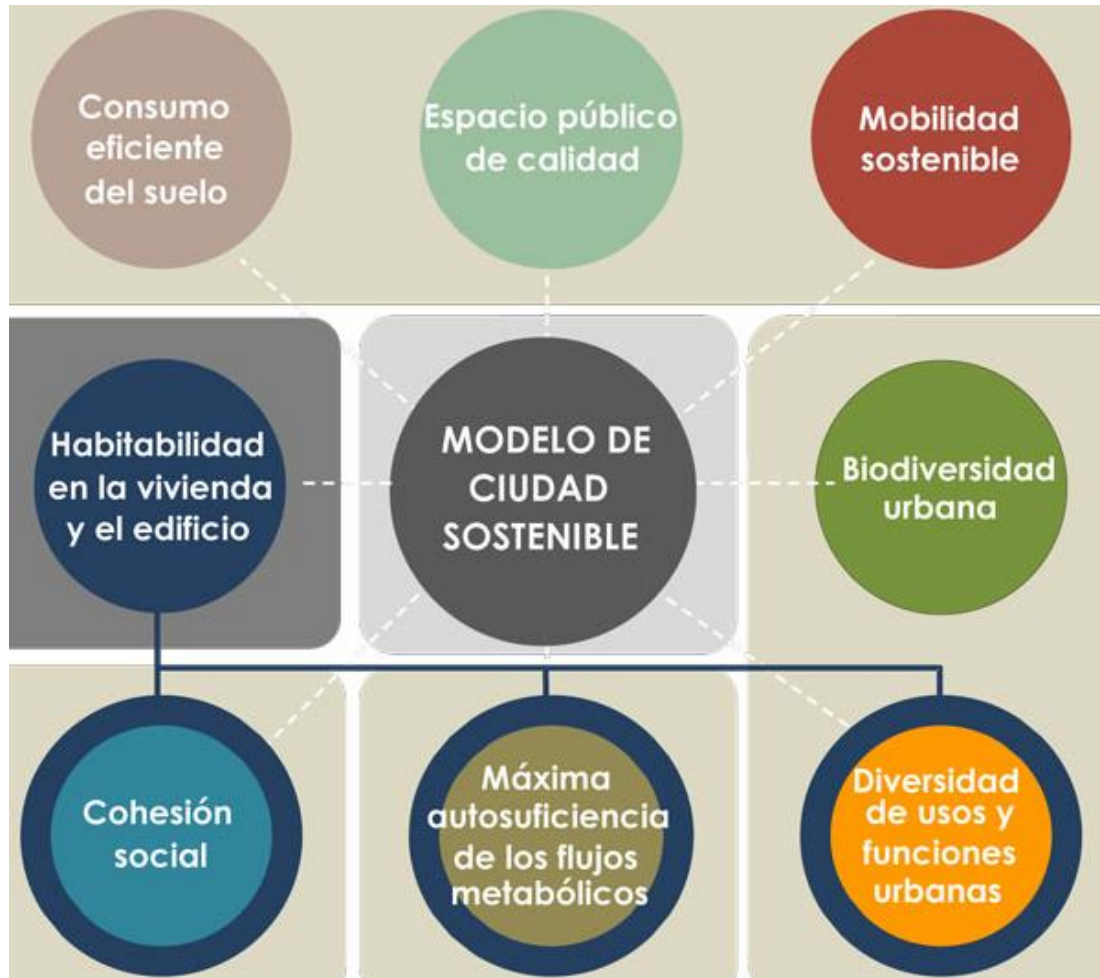 Consumo
eficiente
del suelo
Espacio público
de calidad
Mobilidad
sostenible
Habitabilidad
en la vivienda
y el edificio
MODELO DE
CIUDAD
SOSTENIBLE
Biodiversidad
urbana
Cohesión
social
Máxima
autosuficiencia
de los flujos
metabólicos
Diversidad
de usos y
funciones
urbanas